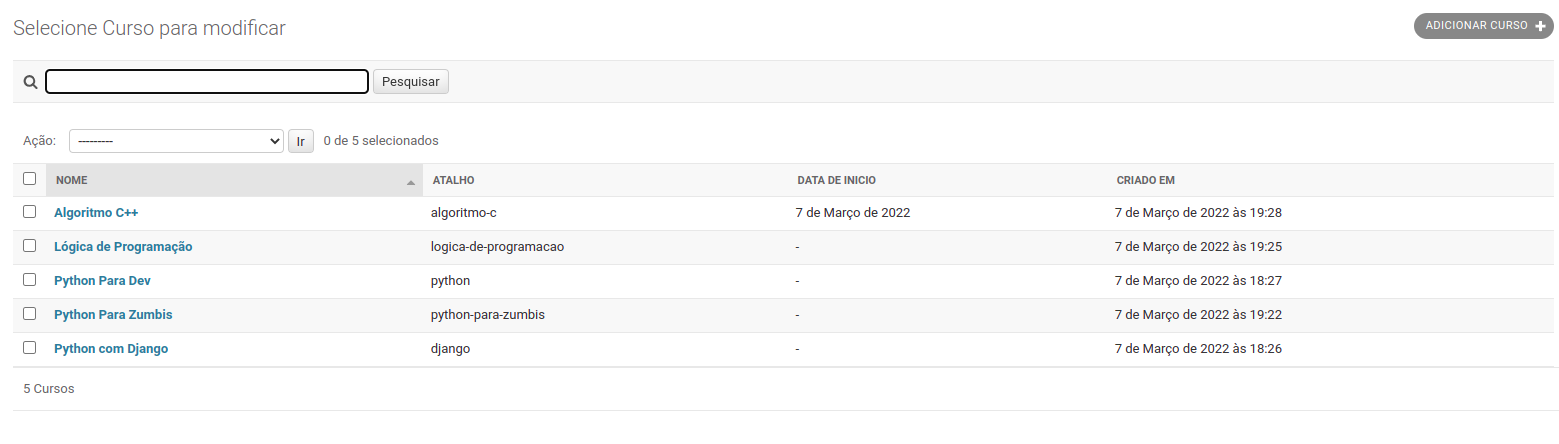 Selecione Curso para modificar
ADICIONAR CURSO
Pesquisar
Ação: --------- Ir 0 de 5 selecionados
NOME ATALHO DATA DE INICIO CRIADO EM
Algoritmo C++ algoritmo-c 7 de Março de 2022 7 de Março de 2022 às 19:28
Lógica de Programação logica-de-programacao - 7 de Março de 2022 às 19:25
Python Para Dev python - 7 de Março de 2022 às 18:27
Python Para Zumbis python-para-zumbis - 7 de Março de 2022 às 19:22
Python com Django django - 7 de Março de 2022 às 18:26
5 Cursos